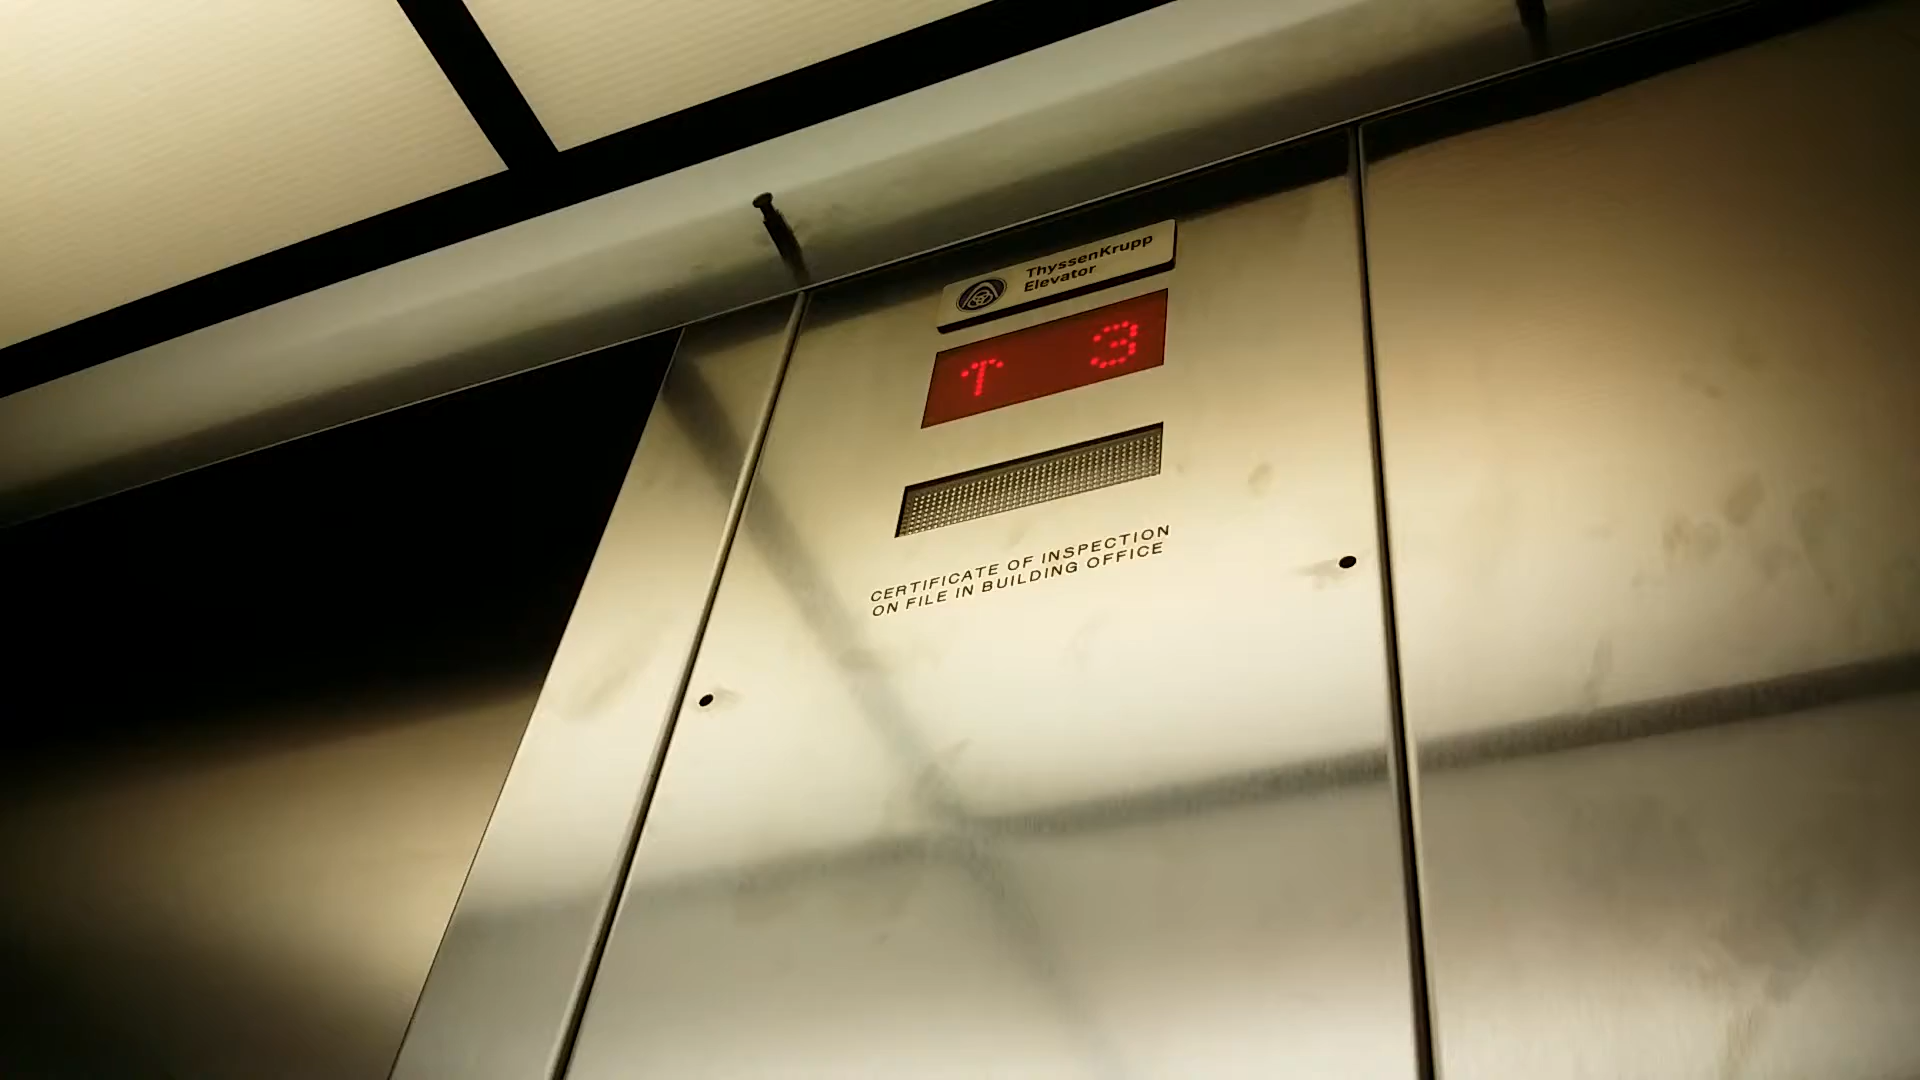 ThyssenKrupp
Elevator
↑ 3
CERTIFICATE OF INSPECTION
ON FILE IN BUILDING OFFICE